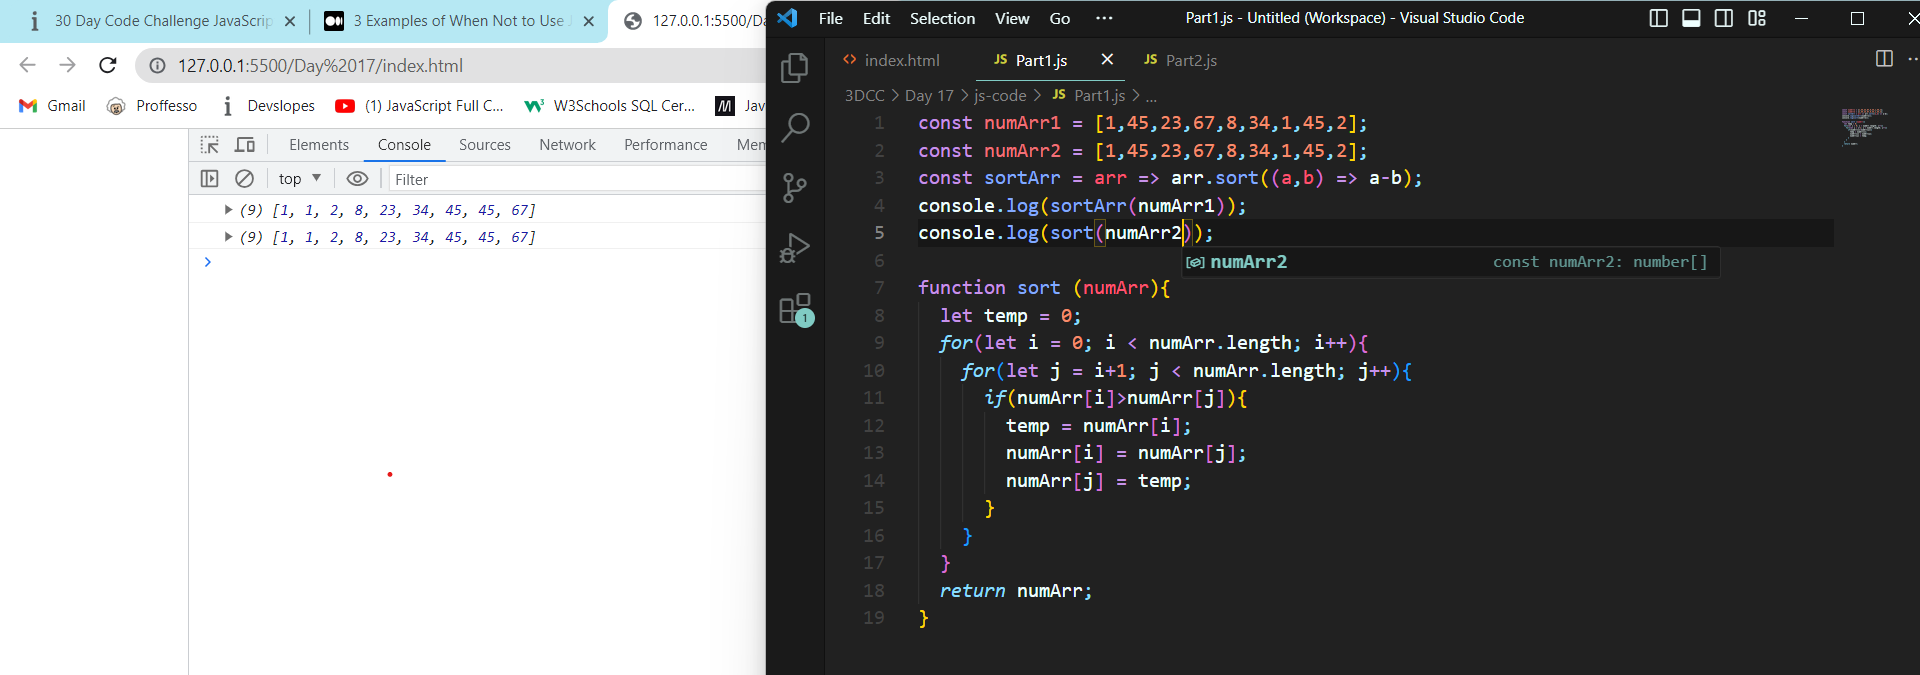 30 Day Code Challenge JavaScrip
3 Examples of When Not to Use J
127.0.0.1:5500/Da
127.0.0.1:5500/Day%2017/index.html
Gmail
Proffesso
Devslopes
(1) JavaScript Full C...
W3Schools SQL Cer...
Jav
Elements
Console
Sources
Network
Performance
Mem
top
Filter
(9) [1, 1, 2, 8, 23, 34, 45, 45, 67]
(9) [1, 1, 2, 8, 23, 34, 45, 45, 67]
File Edit Selection View Go ···
Part1.js - Untitled (Workspace) - Visual Studio Code
1
<> index.html
JS Part1.js
JS Part2.js
3DCC > Day 17 > js-code > JS Part1.js > ...
1 const numArr1 = [1,45,23,67,8,34,1,45,2];
2 const numArr2 = [1,45,23,67,8,34,1,45,2];
3 const sortArr = arr => arr.sort((a,b) => a-b);
4 console.log(sortArr(numArr1));
5 console.log(sort(numArr2));
numArr2 const numArr2: number[]
6
7 function sort (numArr){
8 let temp = 0;
9 for(let i = 0; i < numArr.length; i++){
10 for(let j = i+1; j < numArr.length; j++){
11 if(numArr[i]>numArr[j]){
12 temp = numArr[i];
13 numArr[i] = numArr[j];
14 numArr[j] = temp;
15 }
16 }
17 }
18 return numArr;
19 }